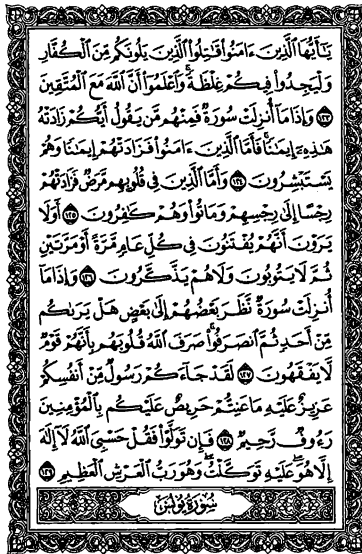 يَٰٓأَيُّهَا ٱلَّذِينَ ءَامَنُوا۟ قَٰتِلُوا۟ ٱلَّذِينَ يَلُونَكُم مِّنَ ٱلْكُفَّارِ
وَلْيَجِدُوا۟ فِيكُمْ غِلْظَةً ۚ وَٱعْلَمُوٓا۟ أَنَّ ٱللَّهَ مَعَ ٱلْمُتَّقِينَ
﴿١٢٣﴾ وَإِذَا مَآ أُنزِلَتْ سُورَةٌ فَمِنْهُم مَّن يَقُولُ أَيُّكُمْ زَادَتْهُ
هَٰذِهِۦٓ إِيمَٰنًا ۚ فَأَمَّا ٱلَّذِينَ ءَامَنُوا۟ فَزَادَتْهُمْ إِيمَٰنًا وَهُمْ
يَسْتَبْشِرُونَ ﴿١٢٤﴾ وَأَمَّا ٱلَّذِينَ فِى قُلُوبِهِم مَّرَضٌ فَزَادَتْهُمْ
رِجْسًا إِلَىٰ رِجْسِهِمْ وَمَاتُوا۟ وَهُمْ كَٰفِرُونَ ﴿١٢٥﴾ أَوَلَا
يَرَوْنَ أَنَّهُمْ يُفْتَنُونَ فِى كُلِّ عَامٍ مَّرَّةً أَوْ مَرَّتَيْنِ
ثُمَّ لَا يَتُوبُونَ وَلَا هُمْ يَذَّكَّرُونَ ﴿١٢٦﴾ وَإِذَا مَآ
أُنزِلَتْ سُورَةٌ نَّظَرَ بَعْضُهُمْ إِلَىٰ بَعْضٍ هَلْ يَرَىٰكُم
مِّنْ أَحَدٍ ثُمَّ ٱنصَرَفُوا۟ ۚ صَرَفَ ٱللَّهُ قُلُوبَهُم بِأَنَّهُمْ قَوْمٌ
لَّا يَفْقَهُونَ ﴿١٢٧﴾ لَقَدْ جَآءَكُمْ رَسُولٌ مِّنْ أَنفُسِكُمْ
عَزِيزٌ عَلَيْهِ مَا عَنِتُّمْ حَرِيصٌ عَلَيْكُم بِٱلْمُؤْمِنِينَ
رَءُوفٌ رَّحِيمٌ ﴿١٢٨﴾ فَإِن تَوَلَّوْا۟ فَقُلْ حَسْبِىَ ٱللَّهُ لَآ إِلَٰهَ
إِلَّا هُوَ ۖ عَلَيْهِ تَوَكَّلْتُ ۖ وَهُوَ رَبُّ ٱلْعَرْشِ ٱلْعَظِيمِ ﴿١٢٩﴾
سُورَةُ يُونُسَ